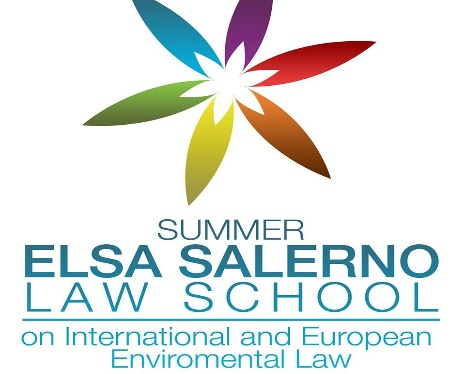 SUMMER
ELSA SALERNO
LAW SCHOOL
on International and European
Enviromental Law